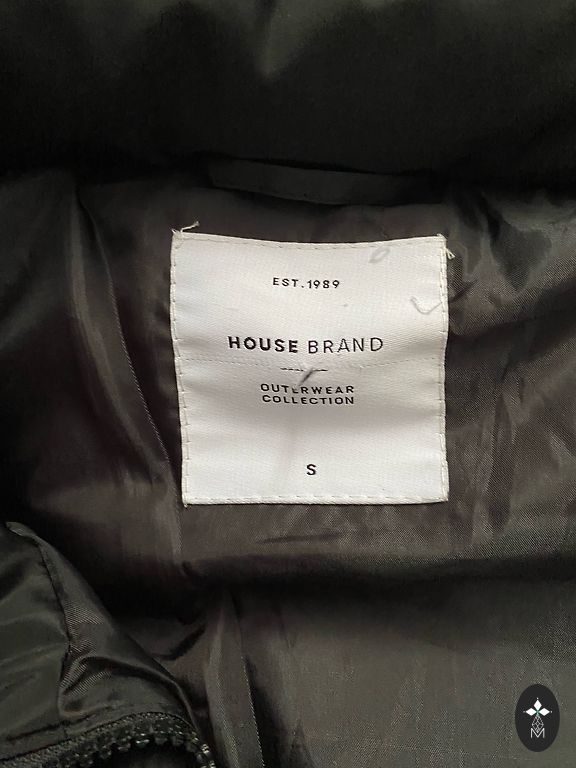 EST.1989
HOUSE BRAND
OUTERWEAR
COLLECTION
S
M